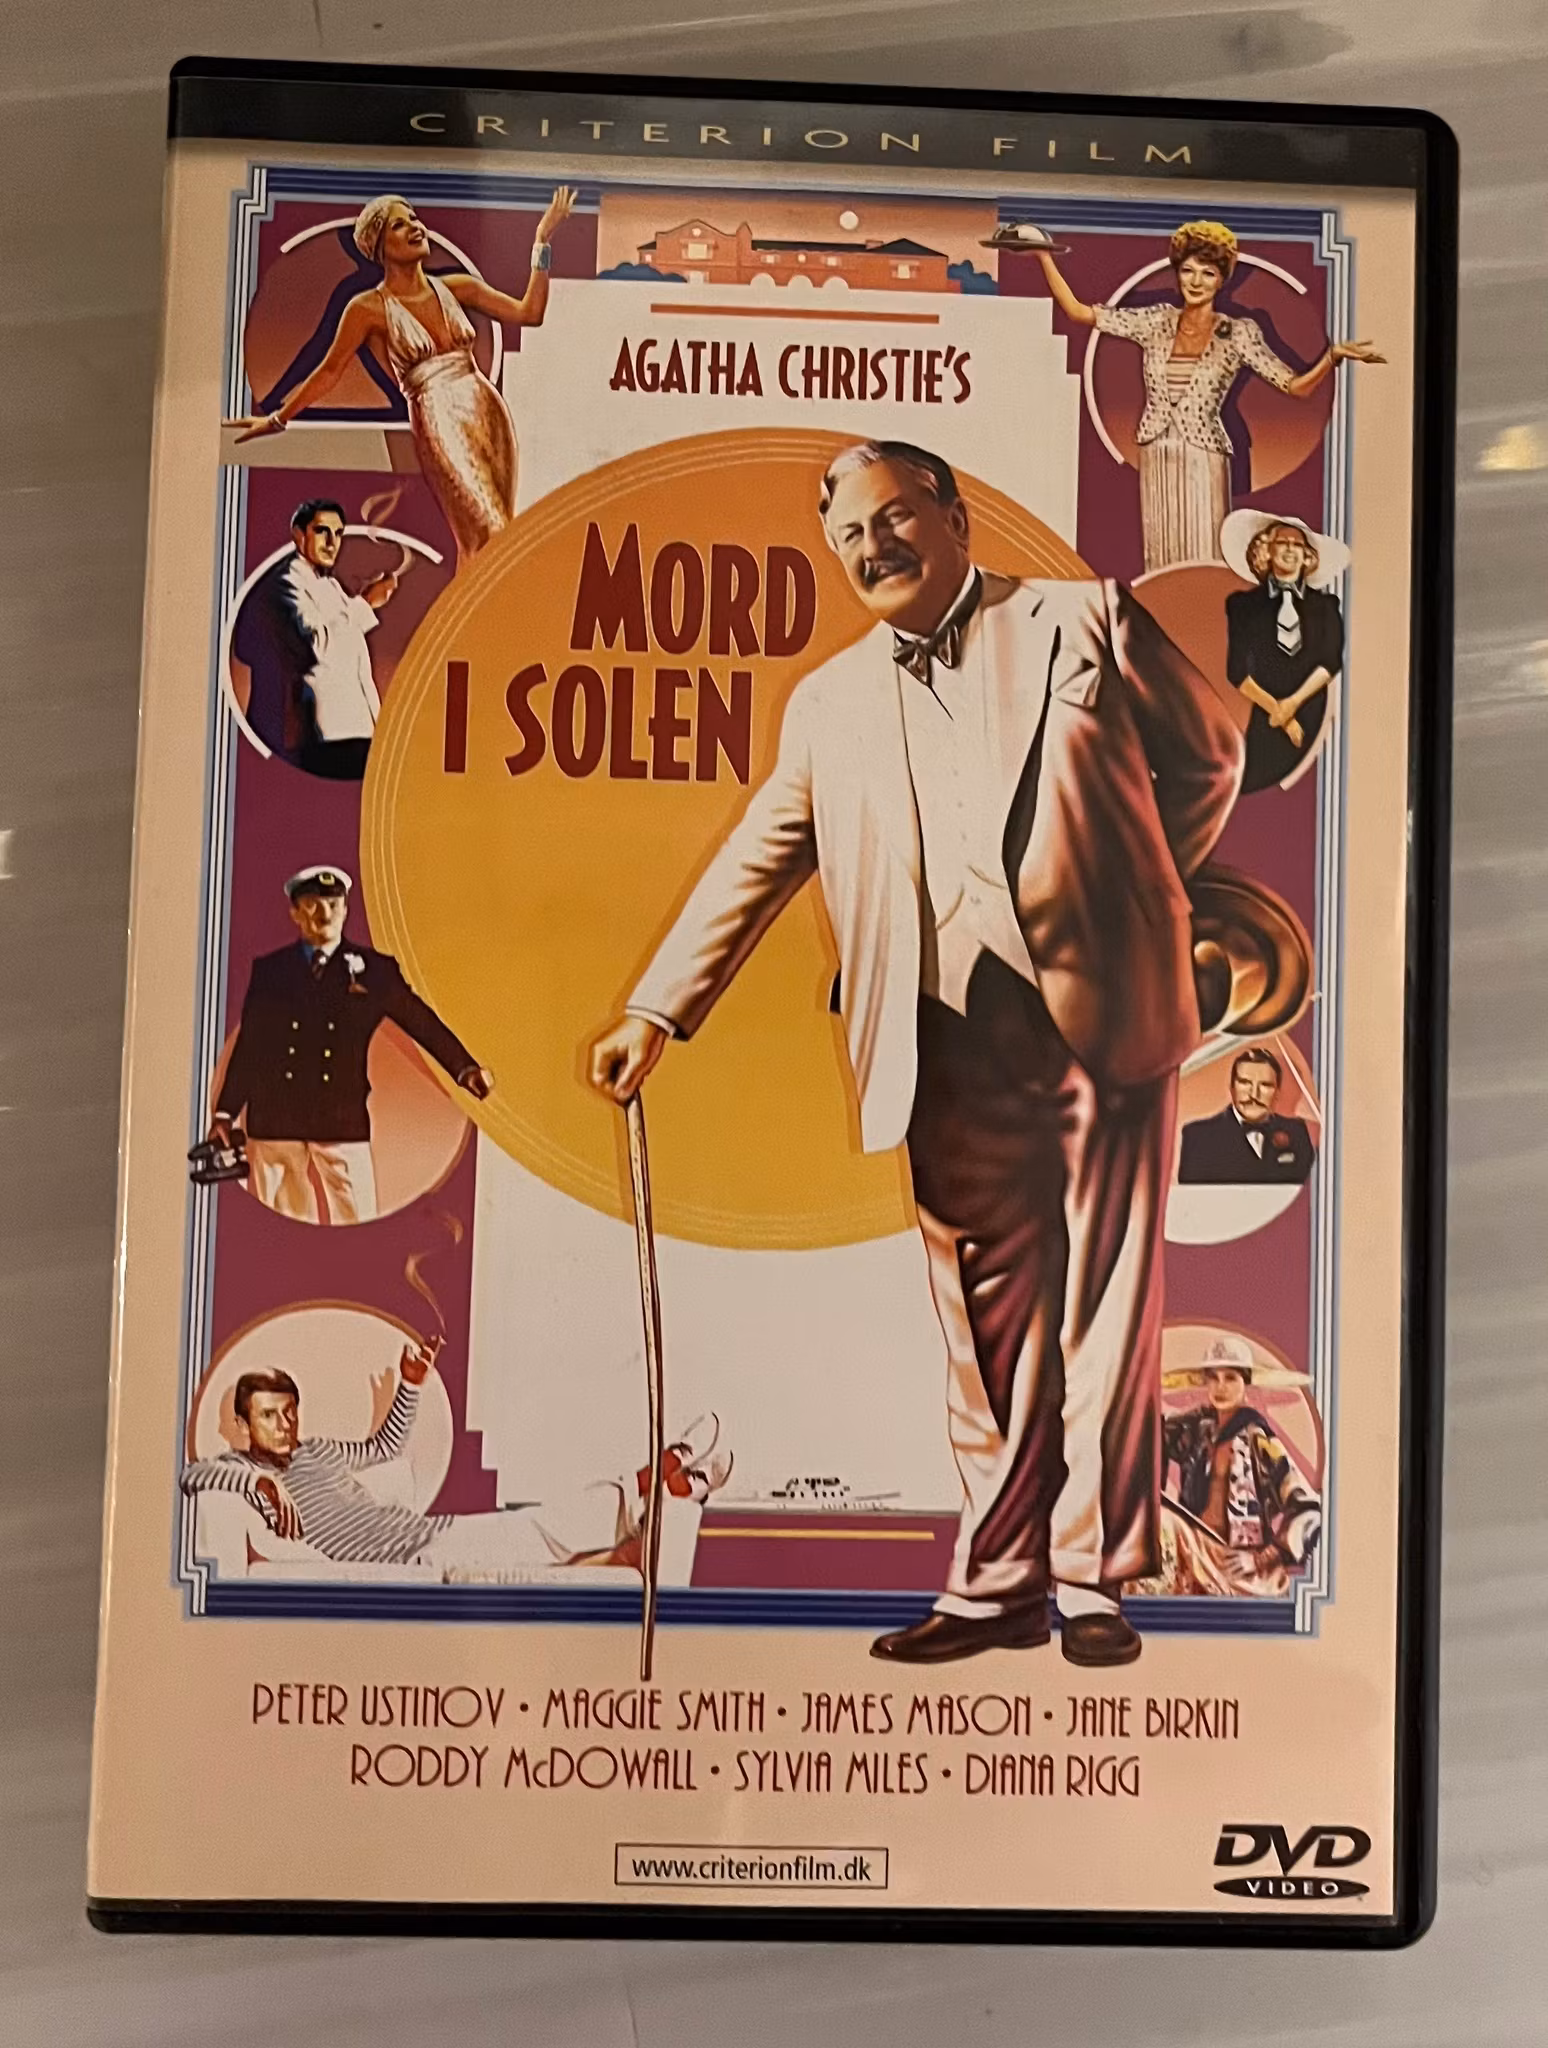 CRITERION FILM
AGATHA CHRISTIE'S
MORD
I SOLEN
PETER USTINOV • MAGGIE SMITH • JAMES MASON • JANE BIRKIN
RODDY McDOWALL • SYLVIA MILES • DIANA RIGG
www.criterionfilm.dk
DVD
VIDEO